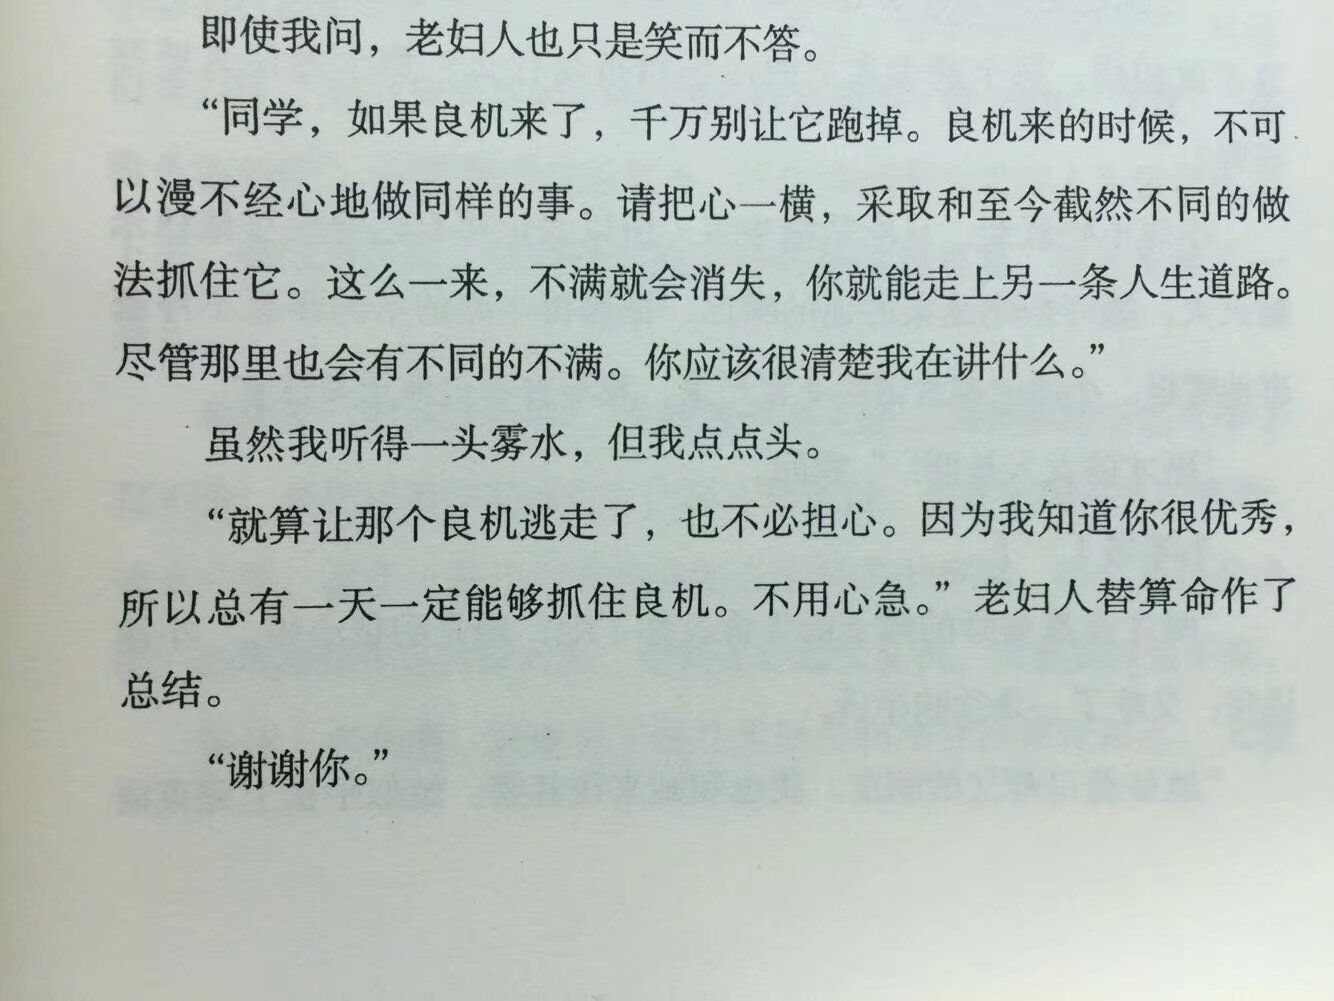 即使我问，老妇人也只是笑而不答。
“同学，如果良机来了，千万别让它跑掉。良机来的时候，不可
以漫不经心地做同样的事。请把心一横，采取和至今截然不同的做
法抓住它。这么一来，不满就会消失，你就能走上另一条人生道路。
尽管那里也会有不同的不满。你应该很清楚我在讲什么。”
虽然我听得一头雾水，但我点点头。
“就算让那个良机逃走了，也不必担心。因为我知道你很优秀，
所以总有一天一定能够抓住良机。不用心急。”老妇人替算命作了
总结。
“谢谢你。”